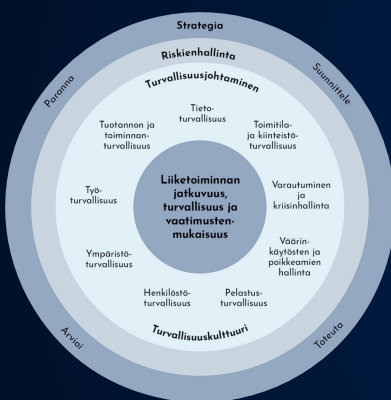 Strategia
Riskienhallinta
Turvallisuusjohtaminen
Suunnittele
Toteuta
Arvioi
Paranna
Tieto-
turvallisuus
Toimitila-
ja kiinteistö-
turvallisuus
Varautuminen
ja
kriisinhallinta
Väärin-
käytösten ja
poikkeamien
hallinta
Pelastus-
turvallisuus
Henkilöstö-
turvallisuus
Ympäristö-
turvallisuus
Työ-
turvallisuus
Tuotannon ja
toiminnan-
turvallisuus
Liiketoiminnan
jatkuvuus,
turvallisuus ja
vaatimusten-
mukaisuus
Turvallisuuskulttuuri